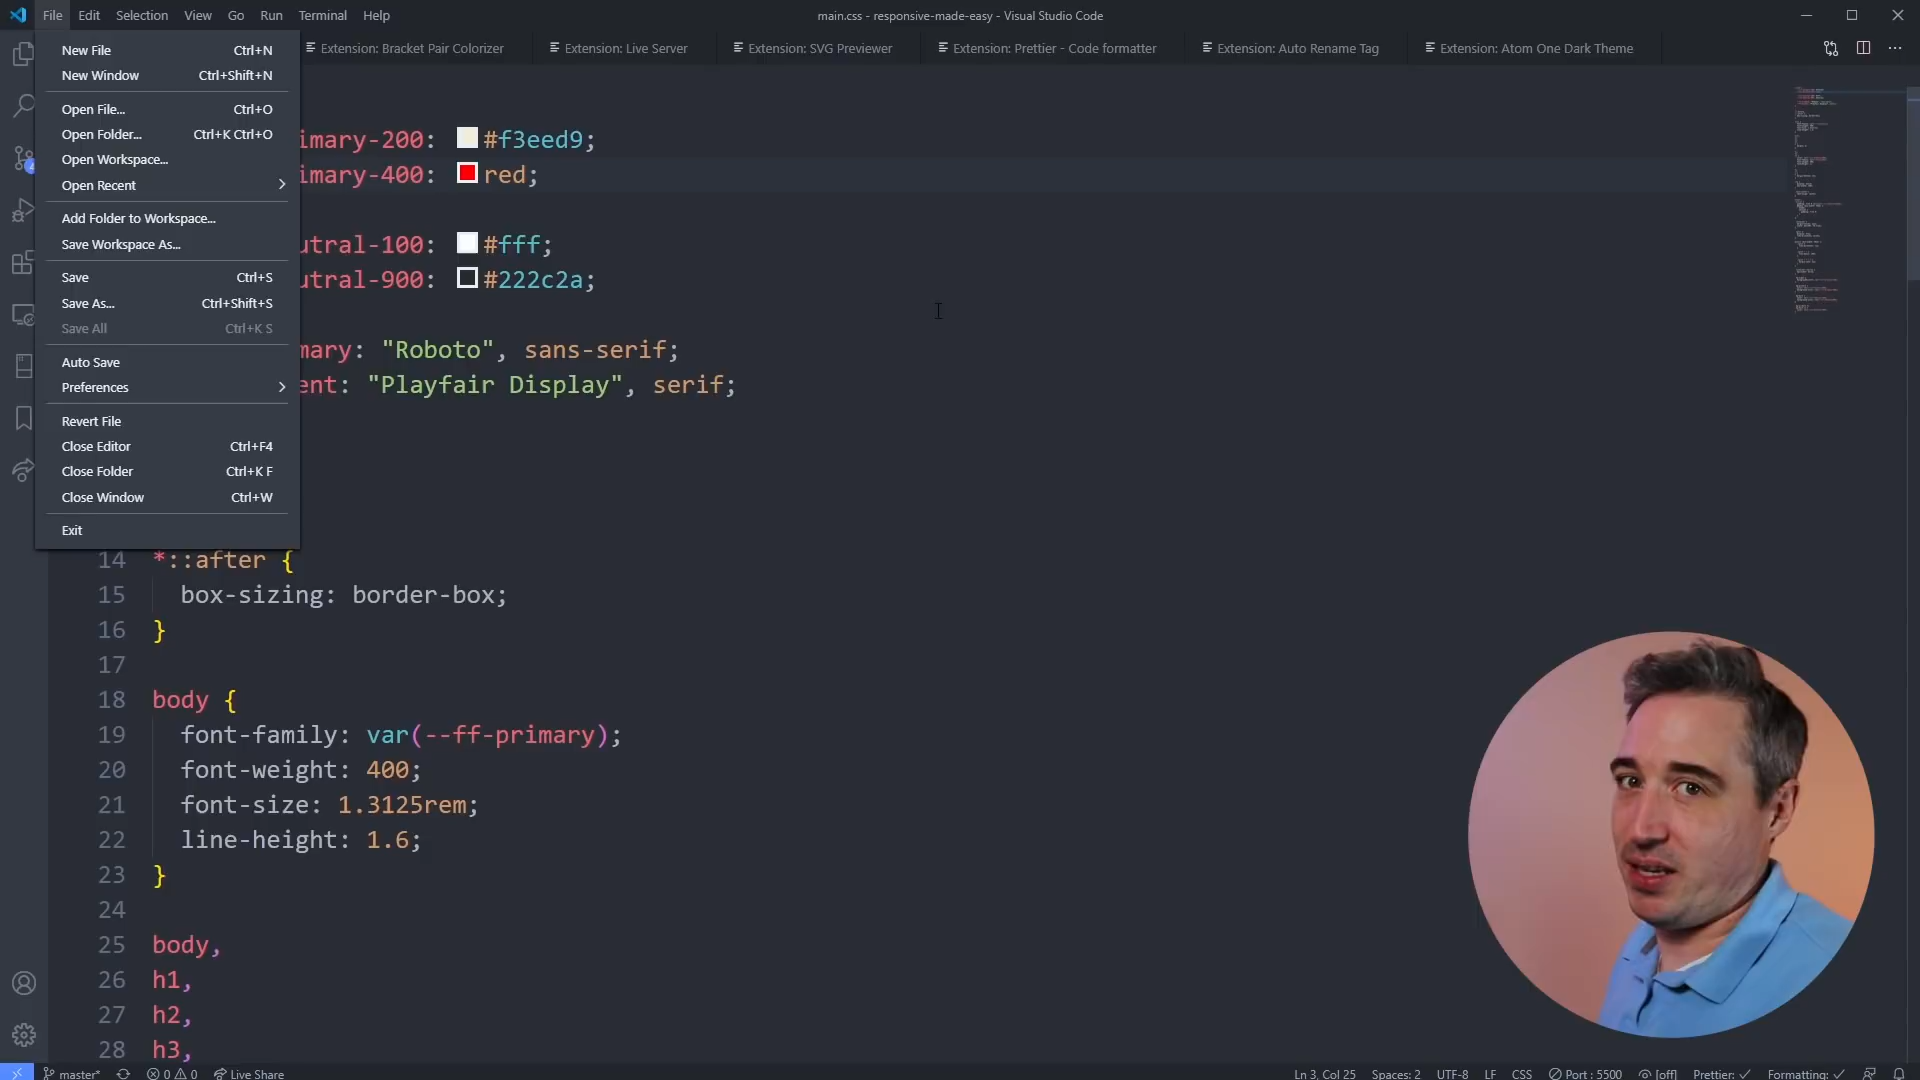 File Edit Selection View Go Run Terminal Help
main.css - responsive-made-easy - Visual Studio Code
Extension: Bracket Pair Colorizer
Extension: Live Server
Extension: SVG Previewer
Extension: Prettier - Code formatter
Extension: Auto Rename Tag
Extension: Atom One Dark Theme
New File Ctrl+N
New Window Ctrl+Shift+N
Open File... Ctrl+O
Open Folder... Ctrl+K Ctrl+O
Open Workspace...
Open Recent
Add Folder to Workspace...
Save Workspace As...
Save Ctrl+S
Save As... Ctrl+Shift+S
Save All Ctrl+K S
Auto Save
Preferences
Revert File
Close Editor Ctrl+F4
Close Folder Ctrl+K F
Close Window Ctrl+W
Exit
imary-200: #f3eed9;
imary-400: red;
utral-100: #fff;
utral-900: #222c2a;
mary: "Roboto", sans-serif;
ent: "Playfair Display", serif;
14 *::after {
15 box-sizing: border-box;
16 }
17
18 body {
19 font-family: var(--ff-primary);
20 font-weight: 400;
21 font-size: 1.3125rem;
22 line-height: 1.6;
23 }
24
25 body,
26 h1,
27 h2,
28 h3,
master* 0 0 Live Share
Ln 3, Col 25 Spaces: 2 UTF-8 LF CSS Port : 5500 [off] Prettier: ✓ Formatting: ✓